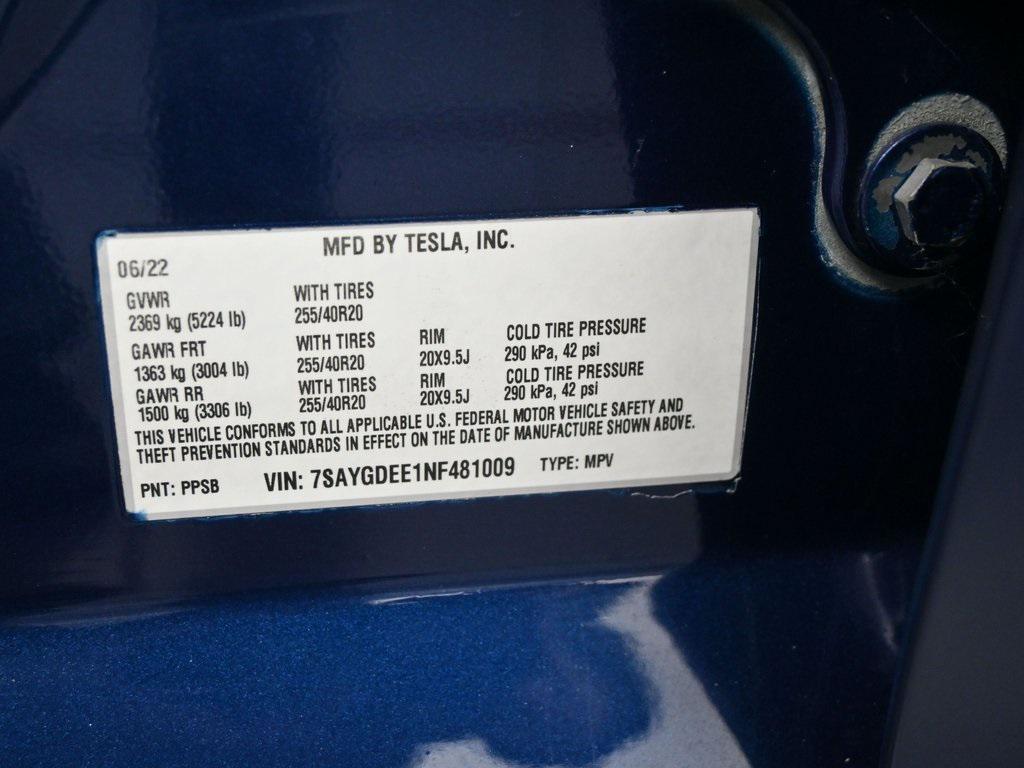 MFD BY TESLA, INC.
06/22
GVWR WITH TIRES
2369 kg (5224 lb) 255/40R20
GAWR FRT WITH TIRES RIM COLD TIRE PRESSURE
1363 kg (3004 lb) 255/40R20 20X9.5J 290 kPa, 42 psi
GAWR RR WITH TIRES RIM COLD TIRE PRESSURE
1500 kg (3306 lb) 255/40R20 20X9.5J 290 kPa, 42 psi
THIS VEHICLE CONFORMS TO ALL APPLICABLE U.S. FEDERAL MOTOR VEHICLE SAFETY AND
THEFT PREVENTION STANDARDS IN EFFECT ON THE DATE OF MANUFACTURE SHOWN ABOVE.
PNT: PPSB VIN: 7SAYGDEE1NF481009 TYPE: MPV